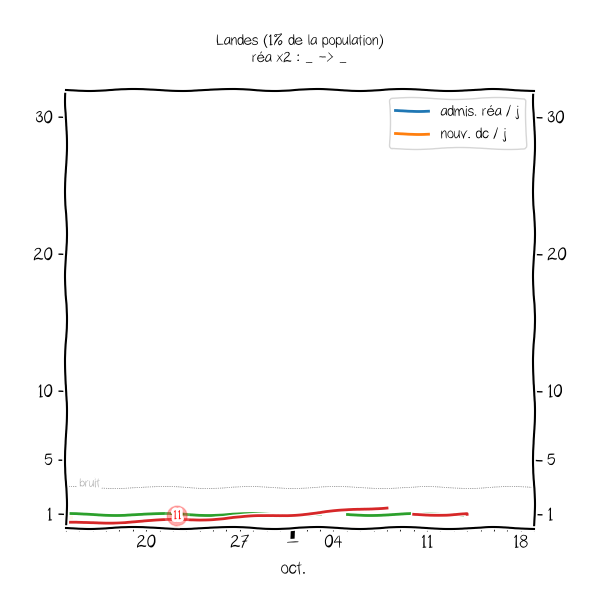 Landes (1% de la population)
réa x2 : _ -> _
admis. réa / j
nouv. dc / j
30
30
20
20
10
10
5
5
bruit
1
11
1
20
27
04
11
18
oct.